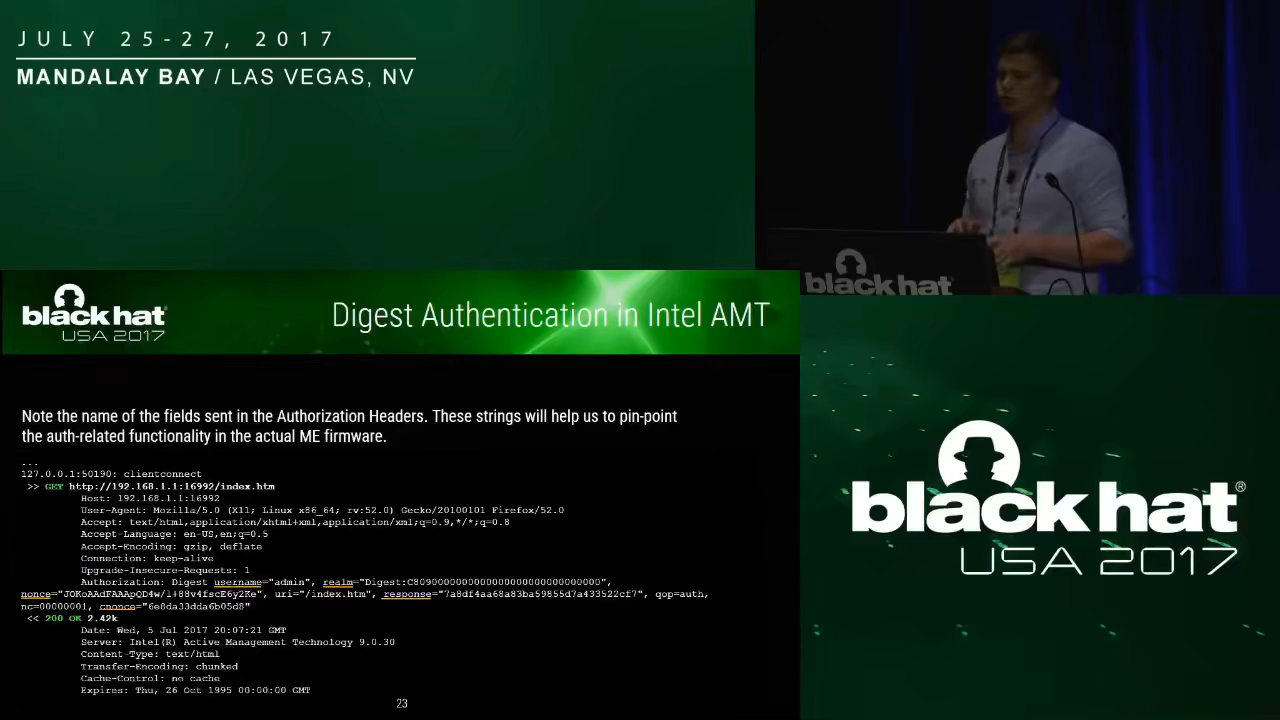 JULY 25-27, 2017
MANDALAY BAY / LAS VEGAS, NV
black hat
black hat
USA 2017
Digest Authentication in Intel AMT
Note the name of the fields sent in the Authorization Headers. These strings will help us to pin-point
the auth-related functionality in the actual ME firmware.
...
127.0.0.1:50190: clientconnect
>> GET http://192.168.1.1:16992/index.htm
Host: 192.168.1.1:16992
User-Agent: Mozilla/5.0 (X11; Linux x86_64; rv:52.0) Gecko/20100101 Firefox/52.0
Accept: text/html,application/xhtml+xml,application/xml;q=0.9,*/*;q=0.8
Accept-Language: en-US,en;q=0.5
Accept-Encoding: gzip, deflate
Connection: keep-alive
Upgrade-Insecure-Requests: 1
Authorization: Digest username="admin", realm="Digest:C8090000000000000000000000000000",
nonce="JOKoAAdFAAApQD4w/l+88v4fscE6y2Ke", uri="/index.htm", response="7a8df4aa68a83ba59855d7a433522cf7", qop=auth,
nc=00000001, cnonce="6e8da33dda6b05d8"
<< 200 OK 2.42k
Date: Wed, 5 Jul 2017 20:07:21 GMT
Server: Intel(R) Active Management Technology 9.0.30
Content-Type: text/html
Transfer-Encoding: chunked
Cache-Control: no cache
Expires: Thu, 26 Oct 1995 00:00:00 GMT
23
black hat®
USA 2017